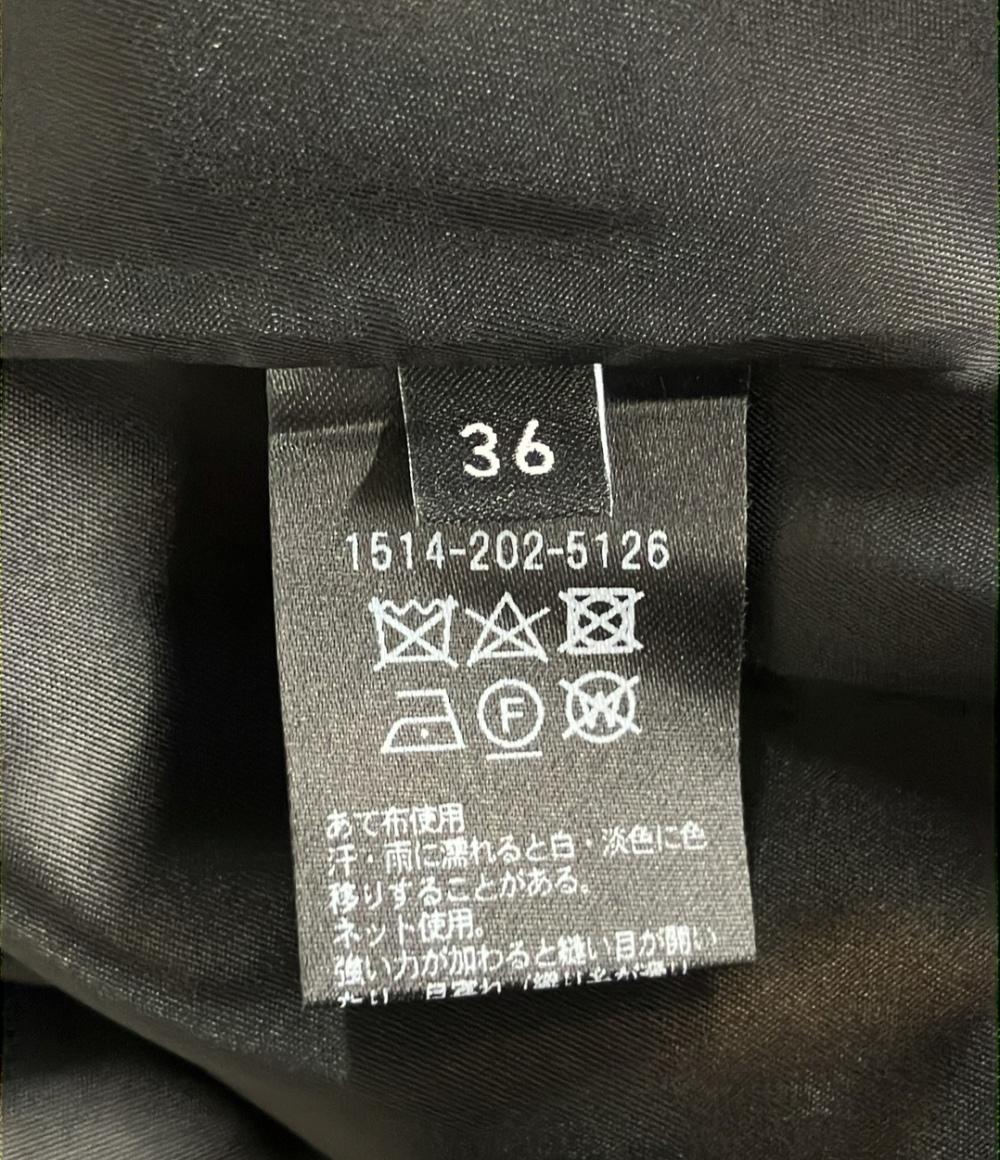 36
1514-202-5126
F
W
あて布使用
汗・雨に濡れると白・淡色に色
移りすることがある。
ネット使用。
強い力が加わると縫い目が開い